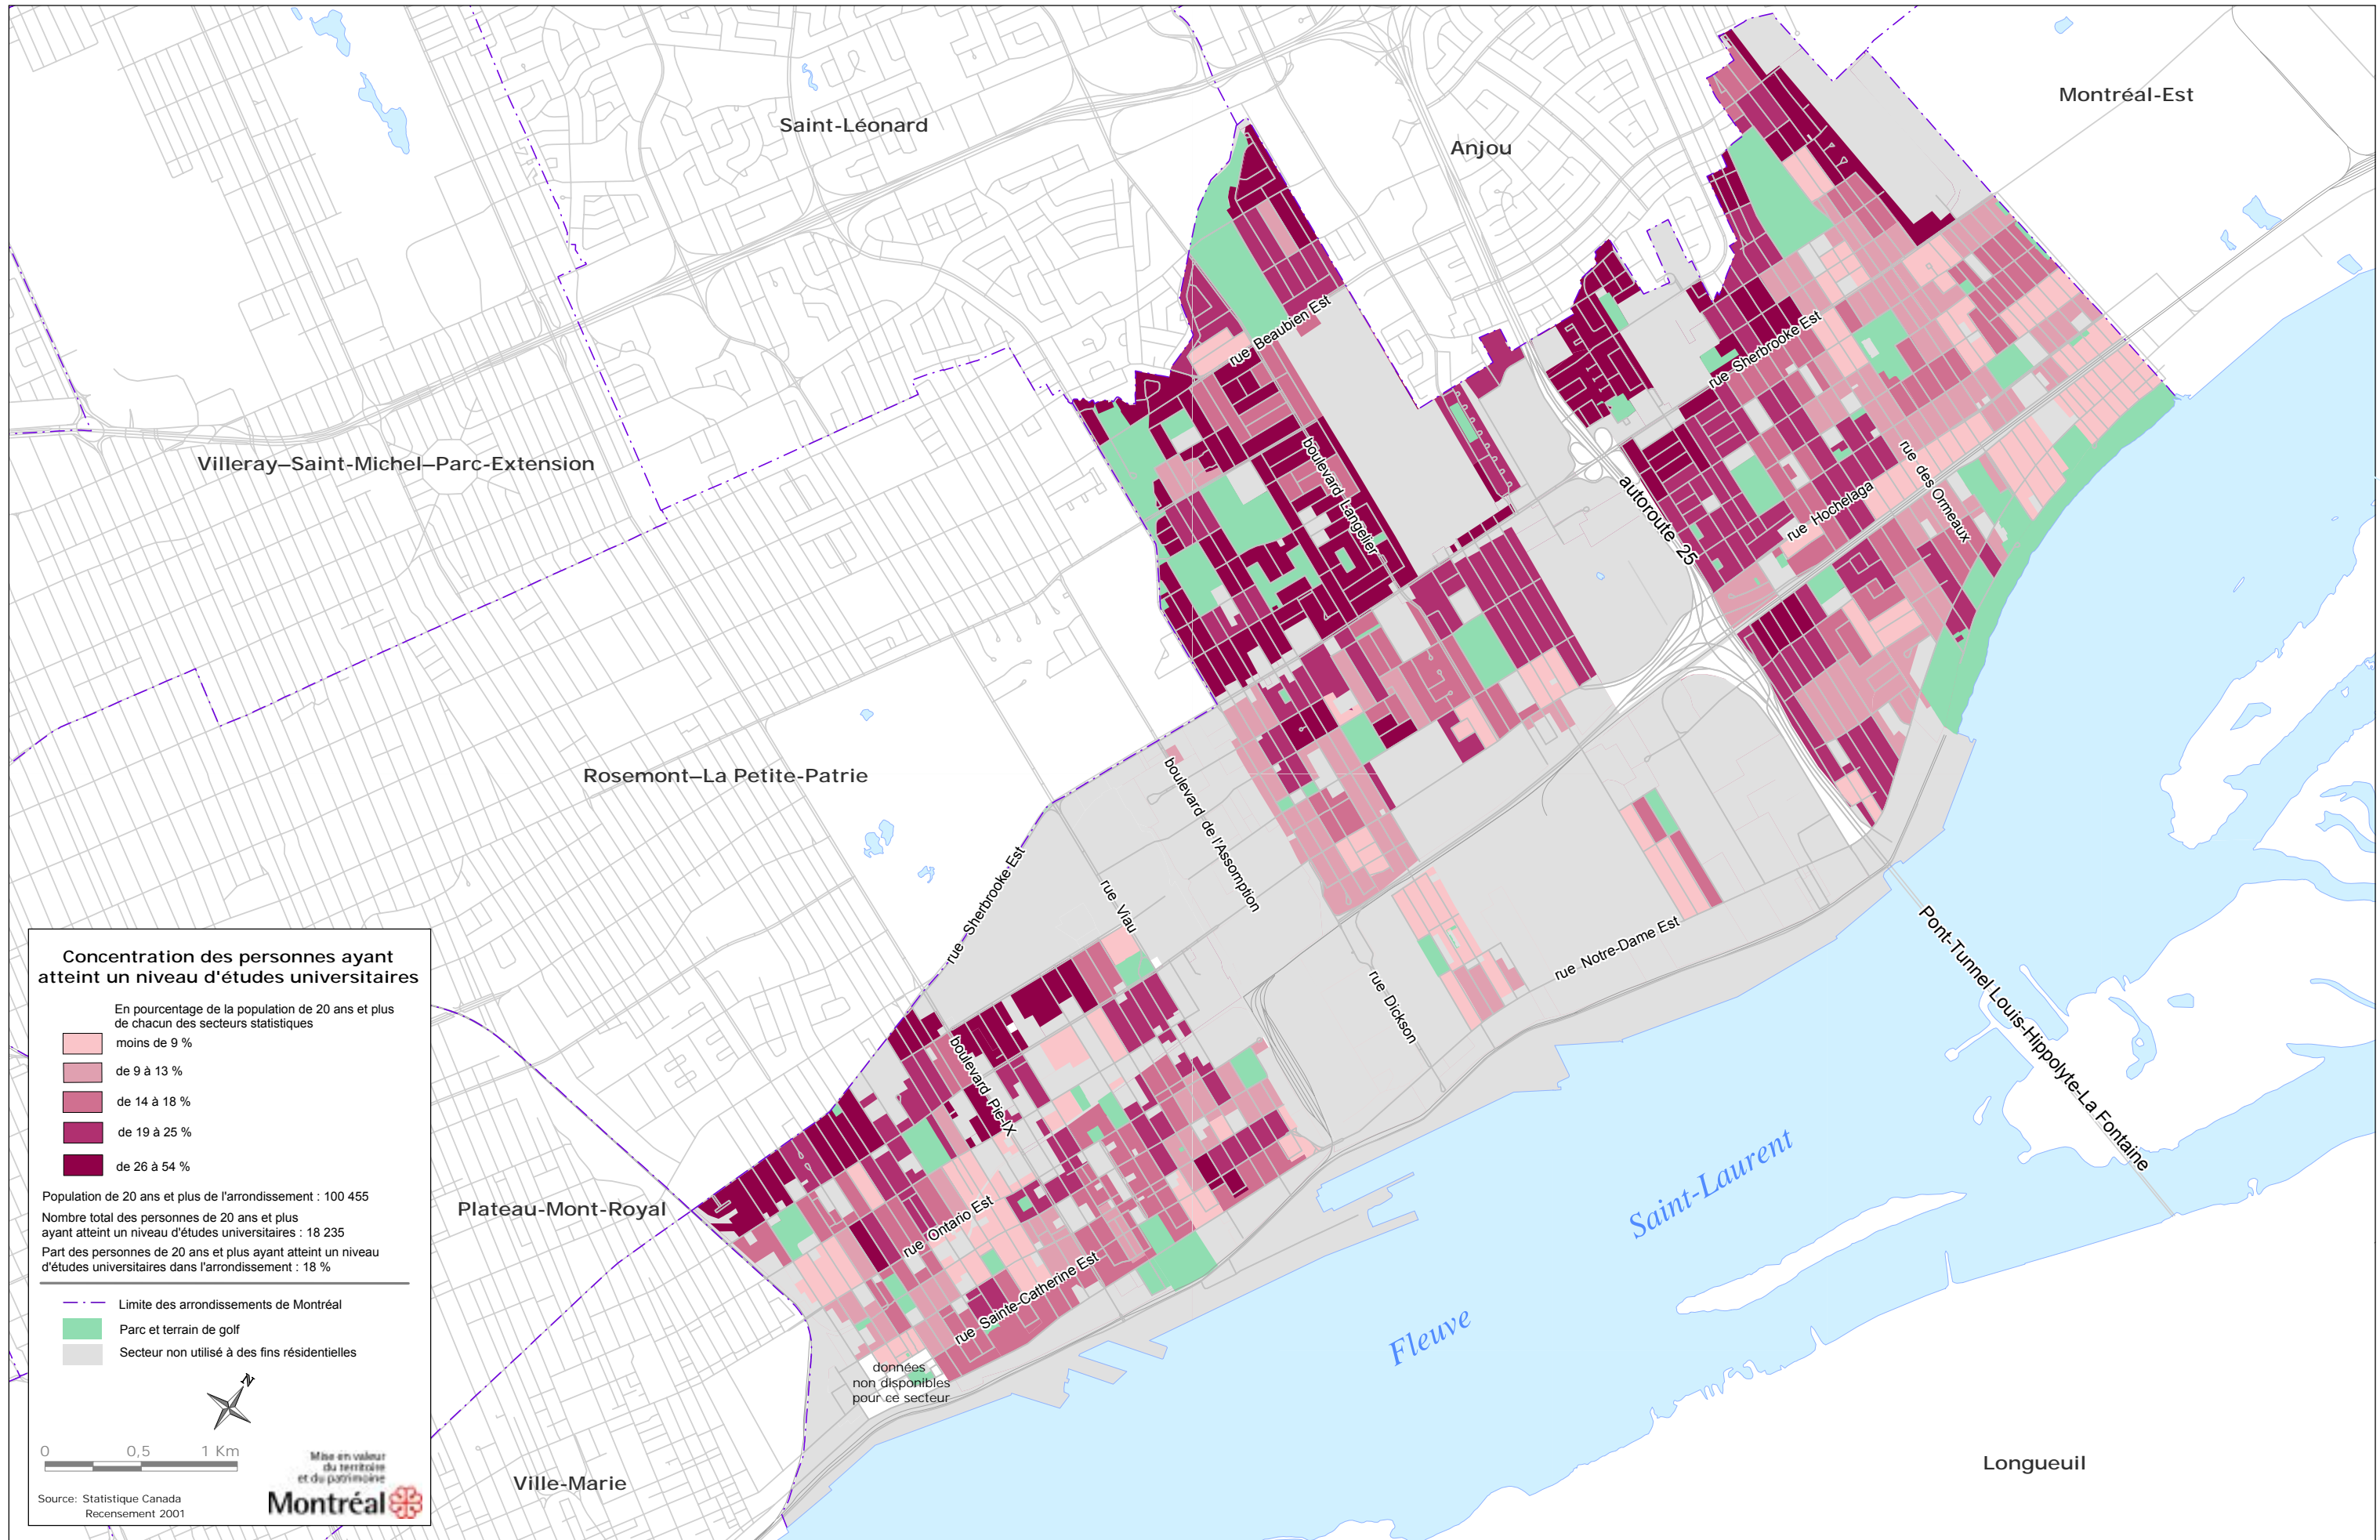 Montréal-Est
Saint-Léonard
Anjou
rue Beaubien Est
rue Sherbrooke Est
boulevard Langelier
autoroute 25
rue Hochelaga
rue des Ormeaux
Villeray–Saint-Michel–Parc-Extension
Rosemont–La Petite-Patrie
boulevard de l'Assomption
rue Sherbrooke Est
rue Viau
rue Dickson
rue Notre-Dame Est
Pont-Tunnel Louis-Hippolyte-La Fontaine
boulevard Pie-IX
Plateau-Mont-Royal
rue Ontario Est
rue Sainte-Catherine Est
Fleuve
Saint-Laurent
données
non disponibles
pour ce secteur
Ville-Marie
Longueuil
Concentration des personnes ayant
atteint un niveau d'études universitaires
En pourcentage de la population de 20 ans et plus
de chacun des secteurs statistiques
moins de 9 %
de 9 à 13 %
de 14 à 18 %
de 19 à 25 %
de 26 à 54 %
Population de 20 ans et plus de l'arrondissement : 100 455
Nombre total des personnes de 20 ans et plus
ayant atteint un niveau d'études universitaires : 18 235
Part des personnes de 20 ans et plus ayant atteint un niveau
d'études universitaires dans l'arrondissement : 18 %
Limite des arrondissements de Montréal
Parc et terrain de golf
Secteur non utilisé à des fins résidentielles
N
0 0,5 1 Km
Mise en valeur
du territoire
et du patrimoine
Montréal
Source: Statistique Canada
Recensement 2001